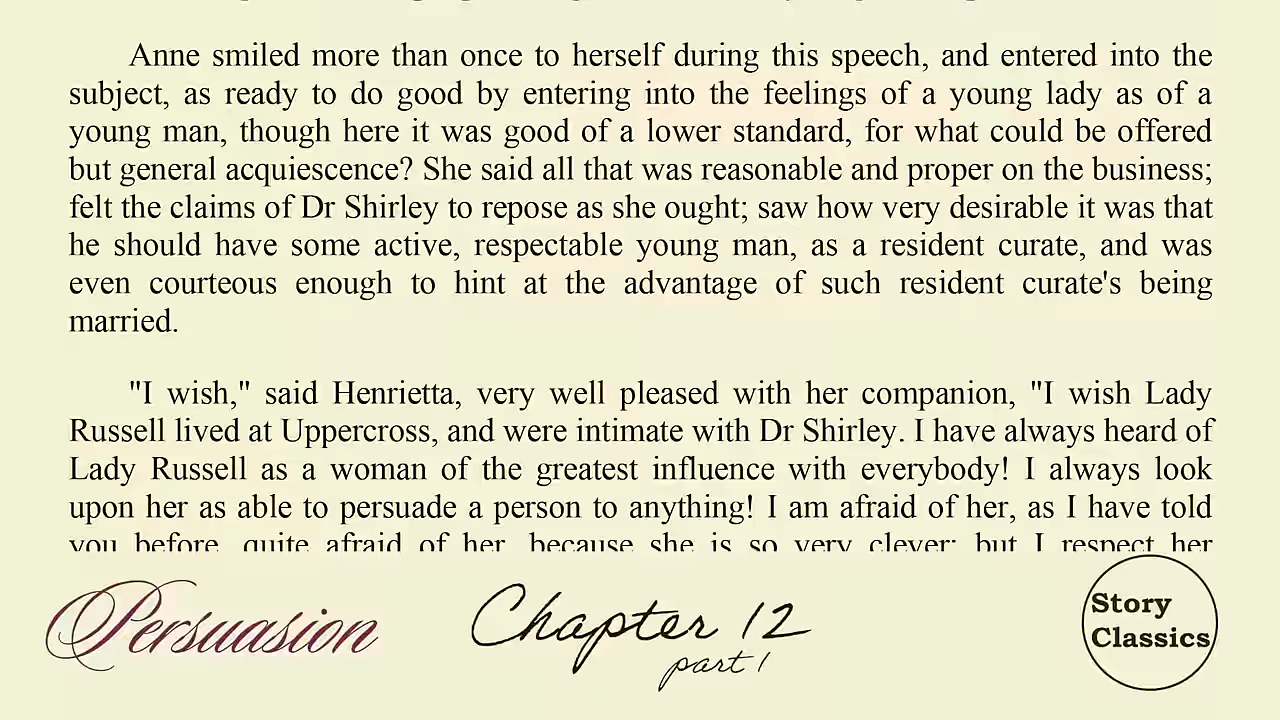 Anne smiled more than once to herself during this speech, and entered into the
subject, as ready to do good by entering into the feelings of a young lady as of a
young man, though here it was good of a lower standard, for what could be offered
but general acquiescence? She said all that was reasonable and proper on the business;
felt the claims of Dr Shirley to repose as she ought; saw how very desirable it was that
he should have some active, respectable young man, as a resident curate, and was
even courteous enough to hint at the advantage of such resident curate's being
married.
"I wish," said Henrietta, very well pleased with her companion, "I wish Lady
Russell lived at Uppercross, and were intimate with Dr Shirley. I have always heard of
Lady Russell as a woman of the greatest influence with everybody! I always look
upon her as able to persuade a person to anything! I am afraid of her, as I have told
you before, quite afraid of her, because she is so very clever; but I respect her
Persuasion
Chapter 12
part 1
Story
Classics